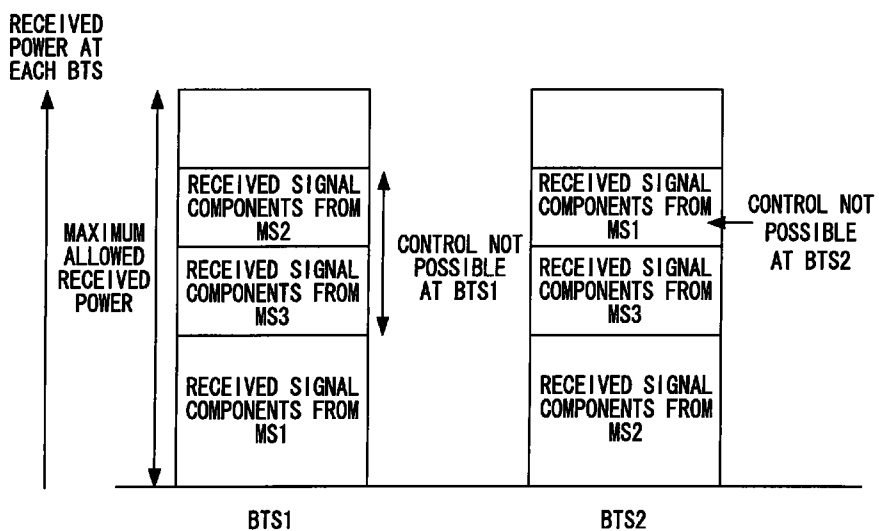 RECEIVED
POWER AT
EACH BTS
MAXIMUM
ALLOWED
RECEIVED
POWER
RECEIVED SIGNAL
COMPONENTS FROM
MS2
RECEIVED SIGNAL
COMPONENTS FROM
MS3
RECEIVED SIGNAL
COMPONENTS FROM
MS1
CONTROL NOT
POSSIBLE
AT BTS1
RECEIVED SIGNAL
COMPONENTS FROM
MS1
RECEIVED SIGNAL
COMPONENTS FROM
MS3
RECEIVED SIGNAL
COMPONENTS FROM
MS2
CONTROL NOT
POSSIBLE
AT BTS2
BTS1
BTS2